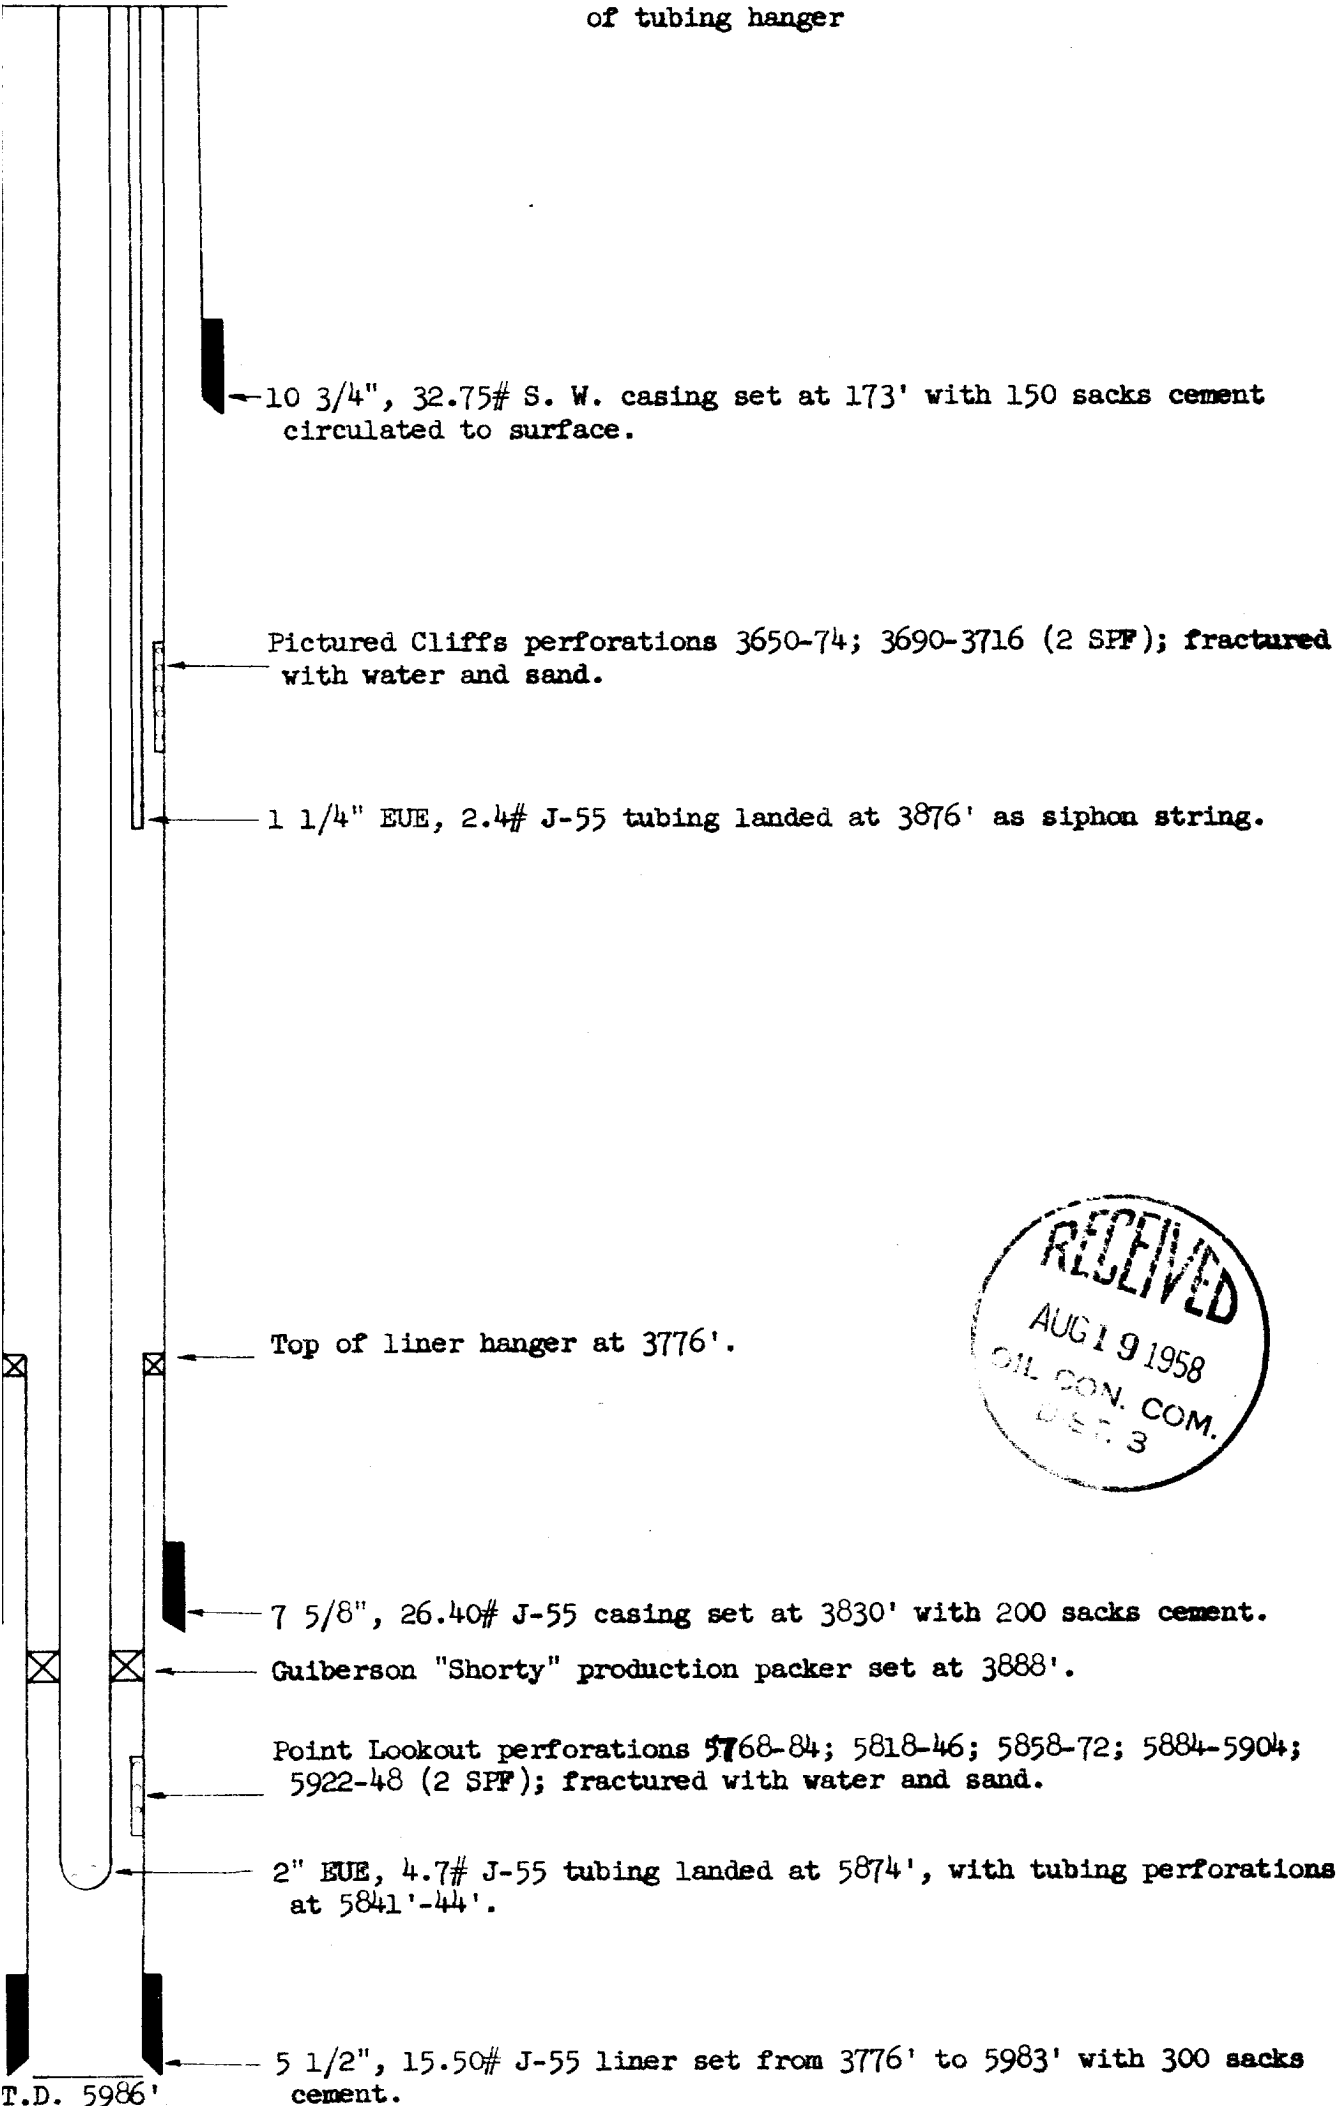 of tubing hanger
10 3/4", 32.75# S. W. casing set at 173' with 150 sacks cement
circulated to surface.
Pictured Cliffs perforations 3650-74; 3690-3716 (2 SPF); fractured
with water and sand.
1 1/4" EUE, 2.4# J-55 tubing landed at 3876' as siphon string.
Top of liner hanger at 3776'.
RECEIVED
AUG 19 1958
OIL CON. COM.
DIST. 3
7 5/8", 26.40# J-55 casing set at 3830' with 200 sacks cement.
Guiberson "Shorty" production packer set at 3888'.
Point Lookout perforations 5768-84; 5818-46; 5858-72; 5884-5904;
5922-48 (2 SPF); fractured with water and sand.
2" EUE, 4.7# J-55 tubing landed at 5874', with tubing perforations
at 5841'-44'.
5 1/2", 15.50# J-55 liner set from 3776' to 5983' with 300 sacks
cement.
T.D. 5986'